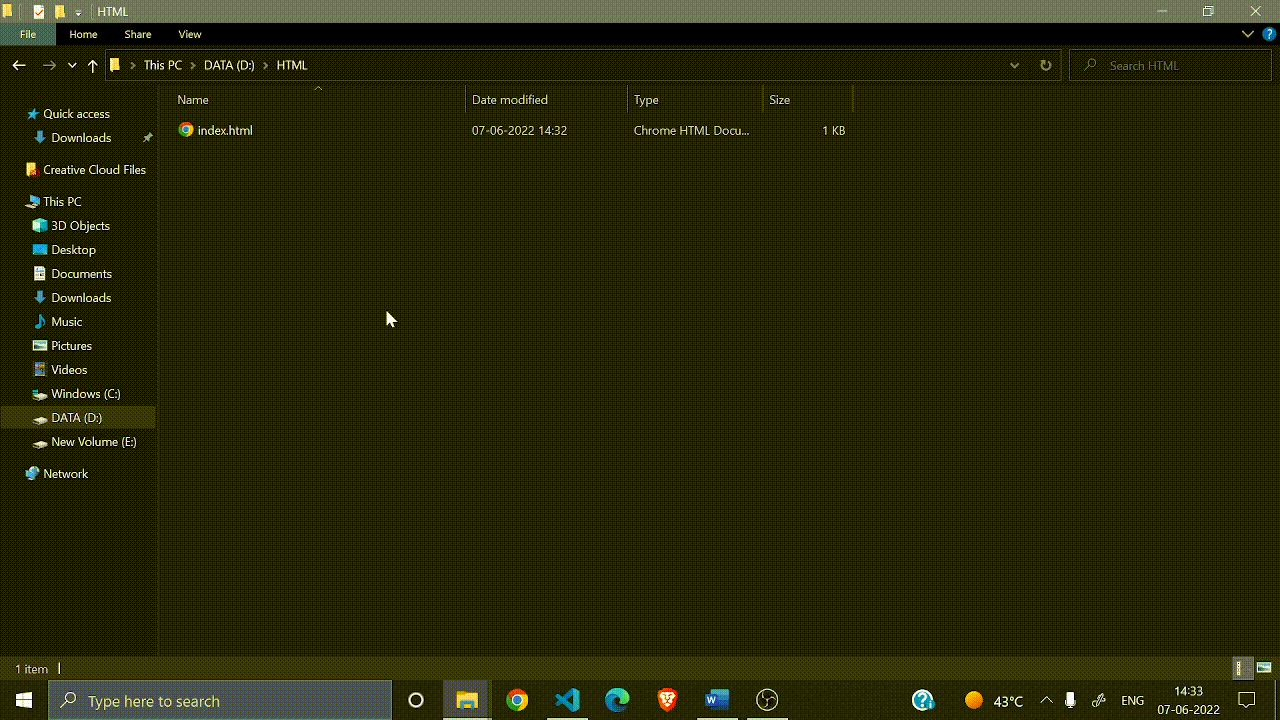 HTML
File Home Share View
This PC DATA (D:) HTML
Search HTML
Name Date modified Type Size
index.html 07-06-2022 14:32 Chrome HTML Docu... 1 KB
Quick access
Downloads
Creative Cloud Files
This PC
3D Objects
Desktop
Documents
Downloads
Music
Pictures
Videos
Windows (C:)
DATA (D:)
New Volume (E:)
Network
1 item
Type here to search
43°C
ENG
14:33
07-06-2022